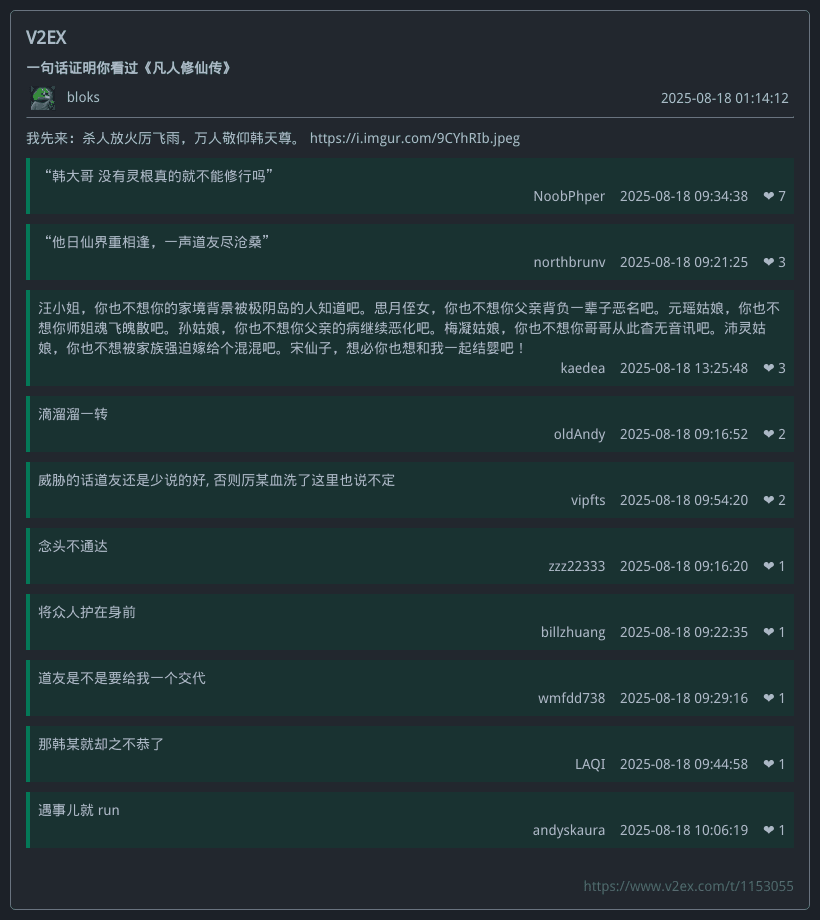 V2EX
一句话证明你看过《凡人修仙传》
bloks 2025-08-18 01:14:12
我先来：杀人放火厉飞雨，万人敬仰韩天尊。 https://i.imgur.com/9CYhRIb.jpeg
“韩大哥 没有灵根真的就不能修行吗”
NoobPhper 2025-08-18 09:34:38 ❤ 7
“他日仙界重相逢，一声道友尽沧桑”
northbrunv 2025-08-18 09:21:25 ❤ 3
汪小姐，你也不想你的家境背景被极阴岛的人知道吧。思月侄女，你也不想你父亲背负一辈子恶名吧。元瑶姑娘，你也不
想你师姐魂飞魄散吧。孙姑娘，你也不想你父亲的病继续恶化吧。梅凝姑娘，你也不想你哥哥从此杳无音讯吧。沛灵姑
娘，你也不想被家族强迫嫁给个混混吧。宋仙子，想必你也想和我一起结婴吧！
kaedea 2025-08-18 13:25:48 ❤ 3
滴溜溜一转
oldAndy 2025-08-18 09:16:52 ❤ 2
威胁的话道友还是少说的好, 否则厉某血洗了这里也说不定
vipfts 2025-08-18 09:54:20 ❤ 2
念头不通达
zzz22333 2025-08-18 09:16:20 ❤ 1
将众人护在身前
billzhuang 2025-08-18 09:22:35 ❤ 1
道友是不是要给我一个交代
wmfdd738 2025-08-18 09:29:16 ❤ 1
那韩某就却之不恭了
LAQI 2025-08-18 09:44:58 ❤ 1
遇事儿就 run
andyskaura 2025-08-18 10:06:19 ❤ 1
https://www.v2ex.com/t/1153055